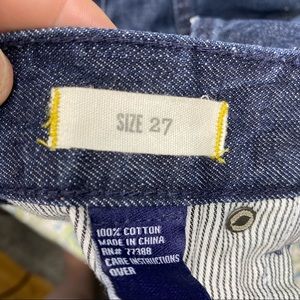 SIZE 27
100% COTTON
MADE IN CHINA
RN# 77388
CARE INSTRUCTIONS
OVER